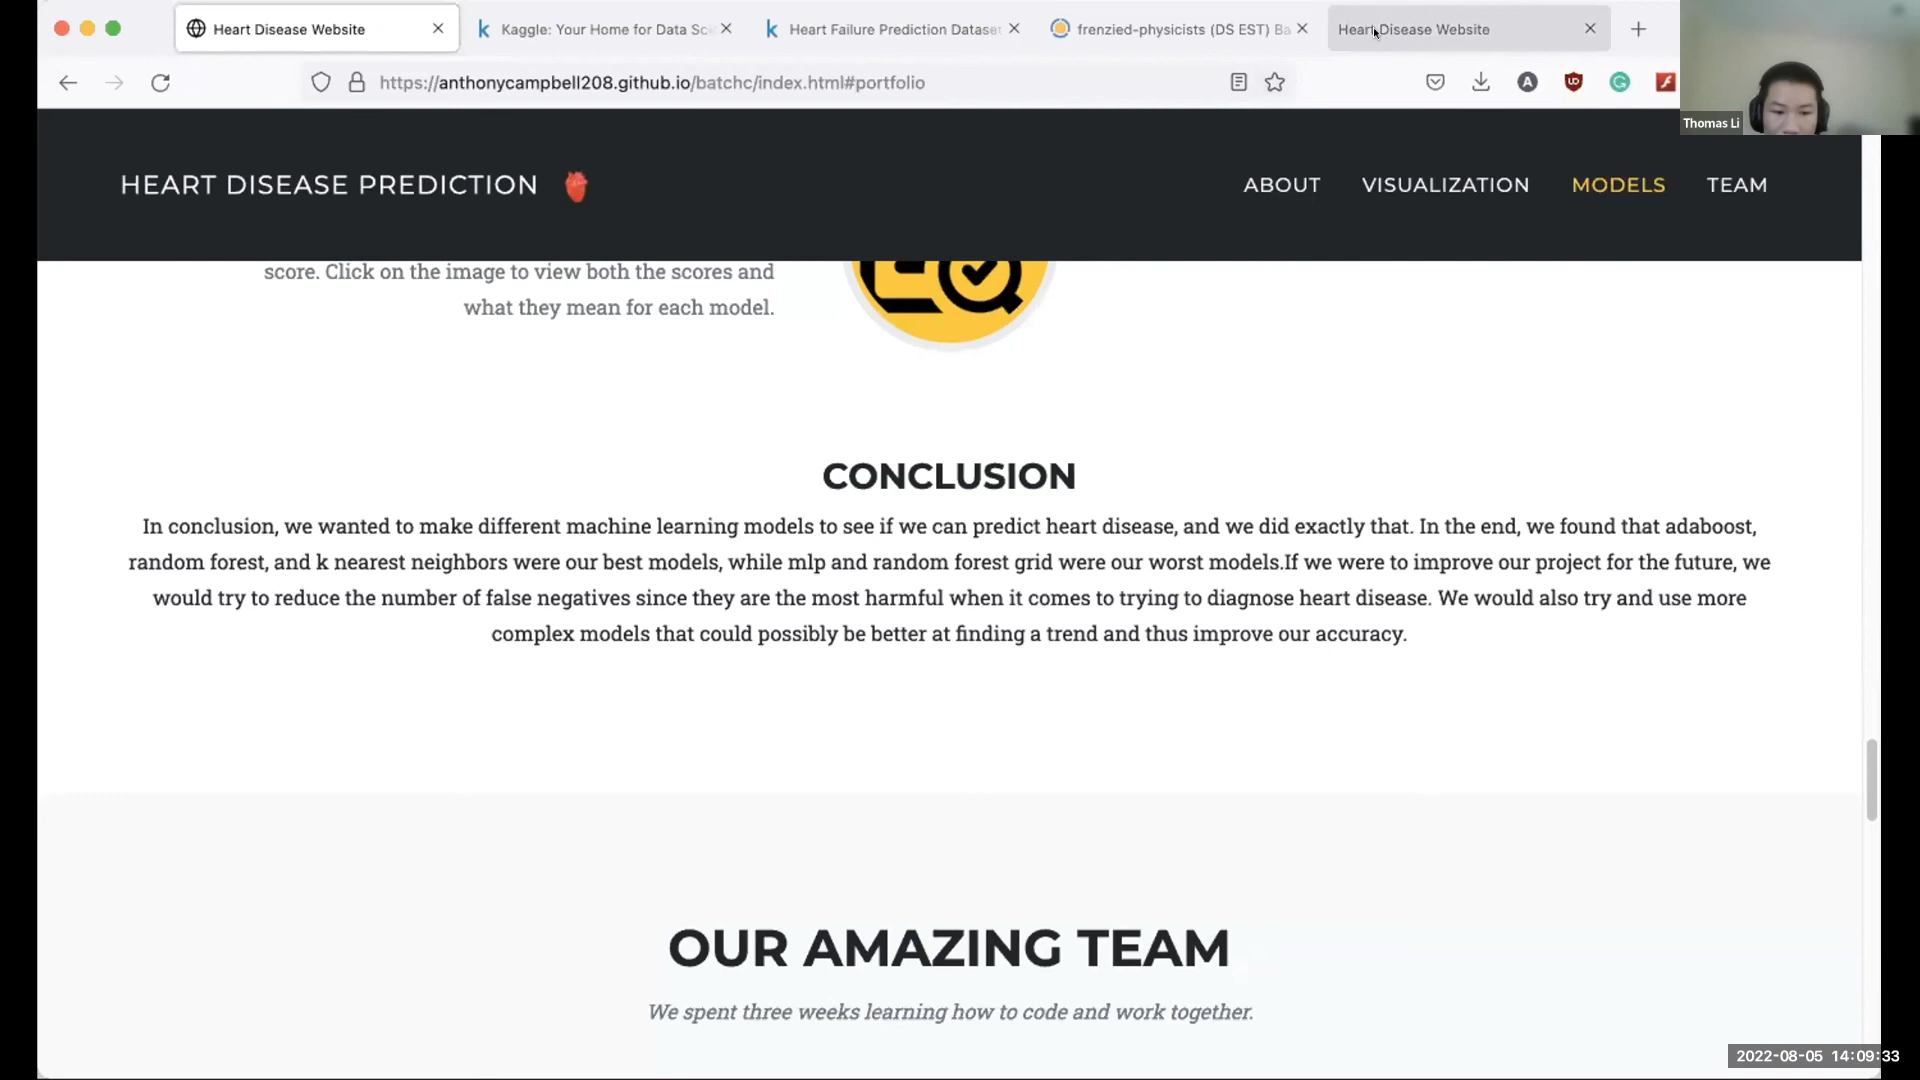 Heart Disease Website
Kaggle: Your Home for Data Sci
Heart Failure Prediction Dataset
frenzied-physicists (DS EST) Ba
Heart Disease Website
https://anthonycampbell208.github.io/batchc/index.html#portfolio
Thomas Li
HEART DISEASE PREDICTION
ABOUT
VISUALIZATION
MODELS
TEAM
score. Click on the image to view both the scores and
what they mean for each model.
CONCLUSION
In conclusion, we wanted to make different machine learning models to see if we can predict heart disease, and we did exactly that. In the end, we found that adaboost,
random forest, and k nearest neighbors were our best models, while mlp and random forest grid were our worst models.If we were to improve our project for the future, we
would try to reduce the number of false negatives since they are the most harmful when it comes to trying to diagnose heart disease. We would also try and use more
complex models that could possibly be better at finding a trend and thus improve our accuracy.
OUR AMAZING TEAM
We spent three weeks learning how to code and work together.
2022-08-05 14:09:33